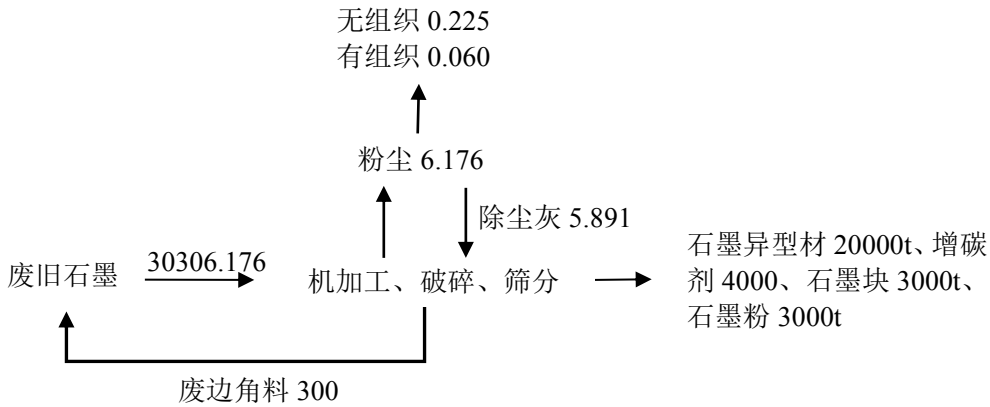 无组织 0.225
有组织 0.060
粉尘 6.176
除尘灰 5.891
废旧石墨
30306.176
机加工、破碎、筛分
石墨异型材 20000t、增碳
剂 4000、石墨块 3000t、
石墨粉 3000t
废边角料 300